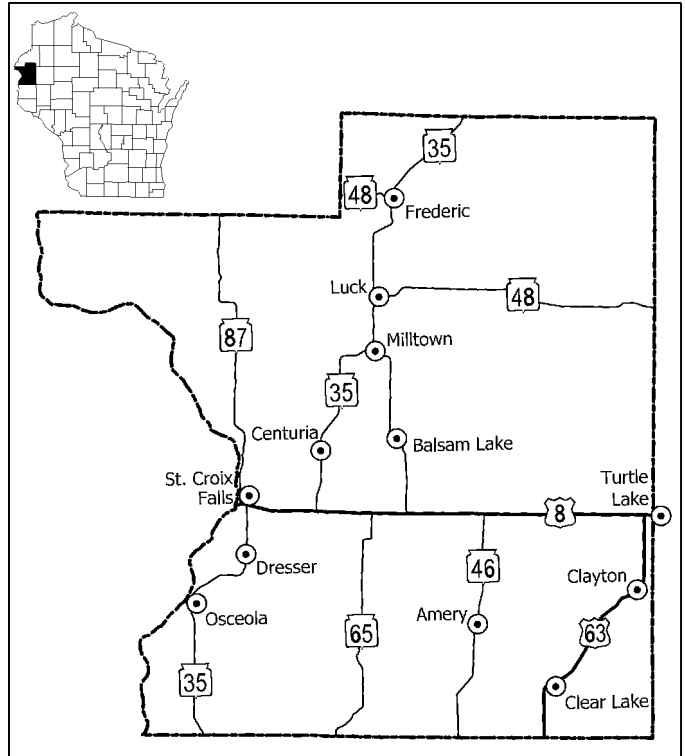 35
48
Frederic
Luck
48
87
Milltown
35
Centuria
Balsam Lake
St. Croix
Falls
Turtle
Lake
8
Dresser
46
Clayton
Osceola
Amery
65
63
35
Clear Lake